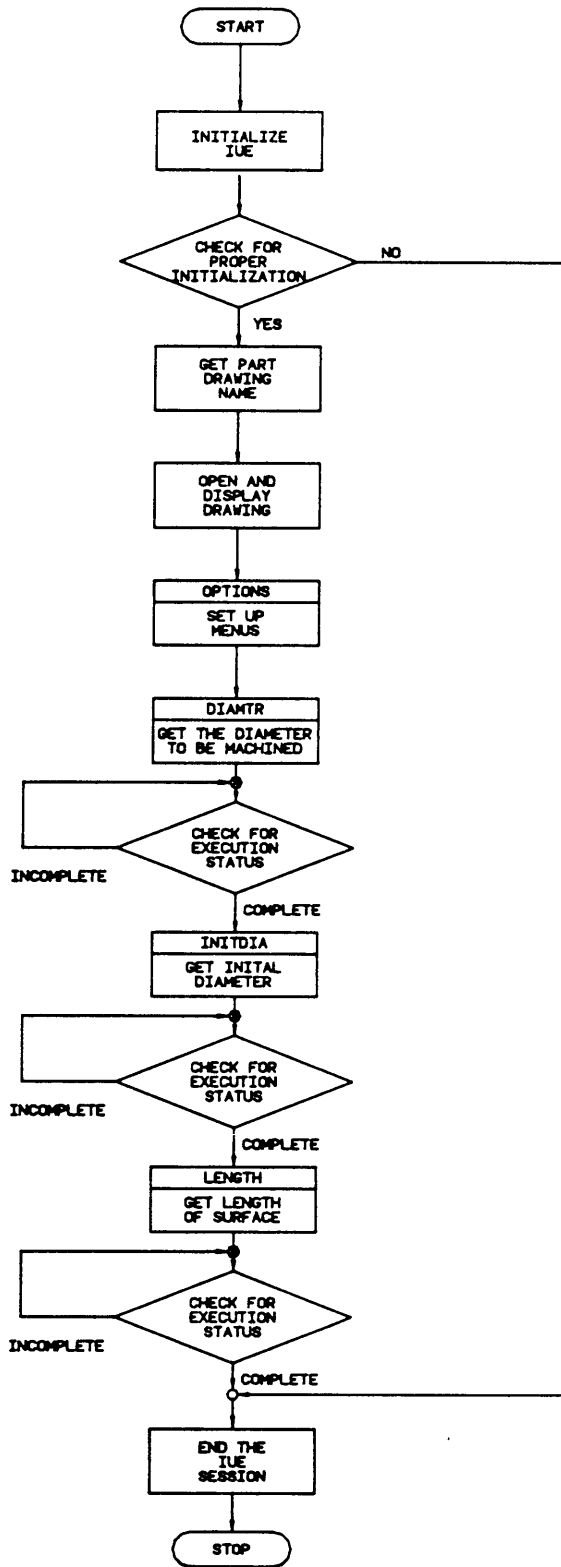 START
INITIALIZE
IUE
CHECK FOR
PROPER
INITIALIZATION
NO
YES
GET PART
DRAWING
NAME
OPEN AND
DISPLAY
DRAWING
OPTIONS
SET UP
MENUS
DIAMTR
GET THE DIAMETER
TO BE MACHINED
CHECK FOR
EXECUTION
STATUS
INCOMPLETE
COMPLETE
INITDIA
GET INITAL
DIAMETER
CHECK FOR
EXECUTION
STATUS
INCOMPLETE
COMPLETE
LENGTH
GET LENGTH
OF SURFACE
CHECK FOR
EXECUTION
STATUS
INCOMPLETE
COMPLETE
END THE
IUE
SESSION
STOP